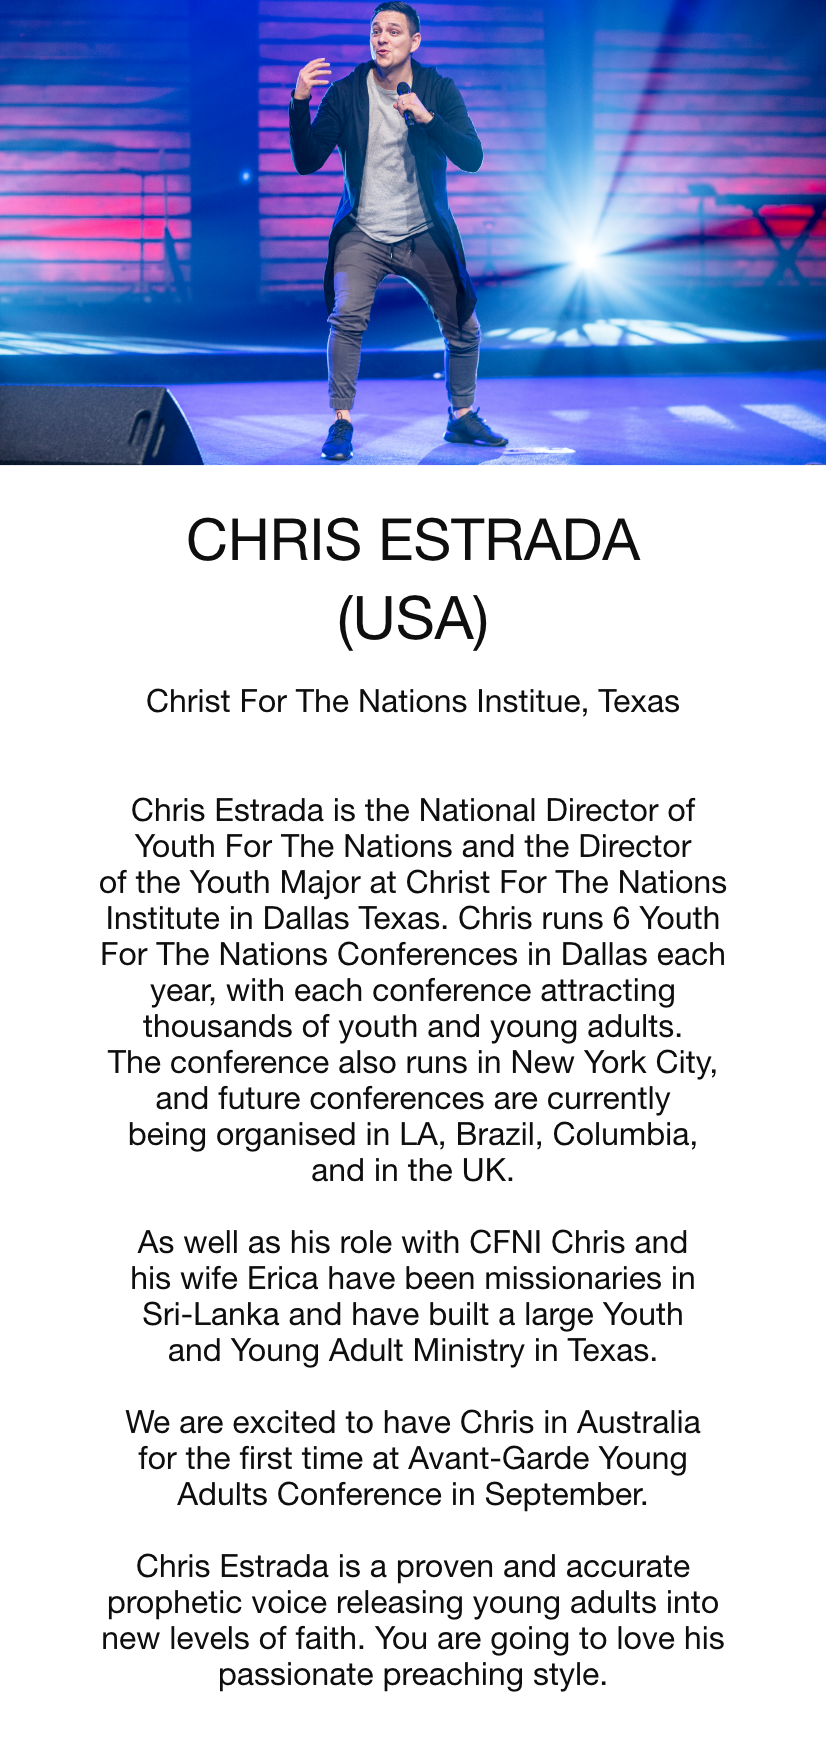 CHRIS ESTRADA
(USA)
Christ For The Nations Institue, Texas
Chris Estrada is the National Director of
Youth For The Nations and the Director
of the Youth Major at Christ For The Nations
Institute in Dallas Texas. Chris runs 6 Youth
For The Nations Conferences in Dallas each
year, with each conference attracting
thousands of youth and young adults.
The conference also runs in New York City,
and future conferences are currently
being organised in LA, Brazil, Columbia,
and in the UK.
As well as his role with CFNI Chris and
his wife Erica have been missionaries in
Sri-Lanka and have built a large Youth
and Young Adult Ministry in Texas.
We are excited to have Chris in Australia
for the first time at Avant-Garde Young
Adults Conference in September.
Chris Estrada is a proven and accurate
prophetic voice releasing young adults into
new levels of faith. You are going to love his
passionate preaching style.